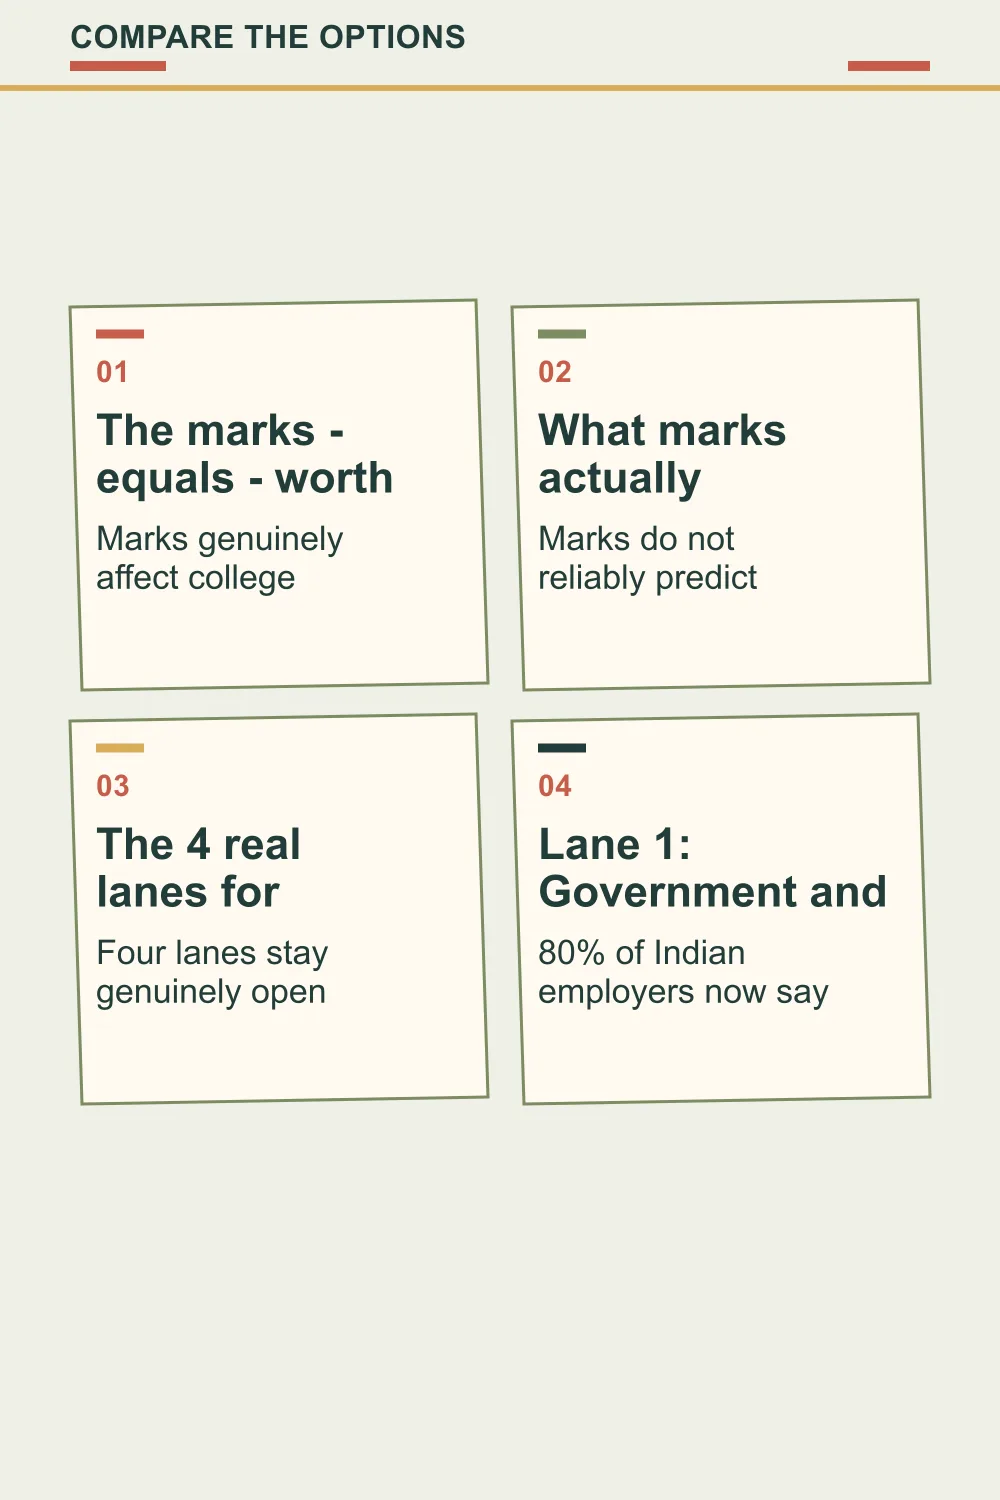 COMPARE THE OPTIONS
01
The marks -
equals - worth
Marks genuinely
affect college
02
What marks
actually
Marks do not
reliably predict
03
The 4 real
lanes for
Four lanes stay
genuinely open
04
Lane 1:
Government and
80% of Indian
employers now say